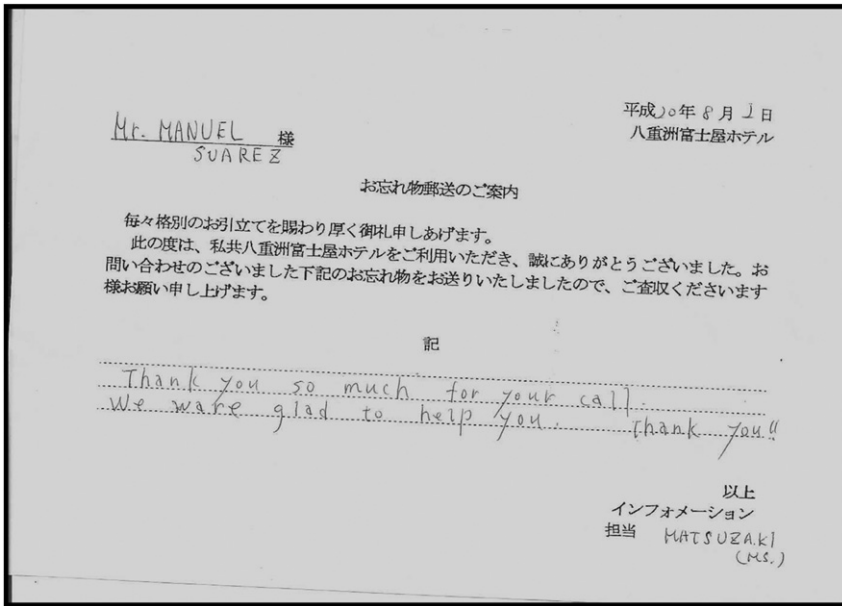 平成20年8月1日
八重洲富士屋ホテル
Mr. MANUEL 様
SUAREZ
お忘れ物郵送のご案内
毎々格別のお引立てを賜わり厚く御礼申しあげます。
此の度は、私共八重洲富士屋ホテルをご利用いただき、誠にありがとうございました。お
問い合わせのございました下記のお忘れ物をお送りいたしましたので、ご査収くださいます
様お願い申し上げます。
記
Thank you so much for your call.
We ware glad to help you. Thank you!!
以上
インフォメーション
担当 MATSUZAKI
(MS.)